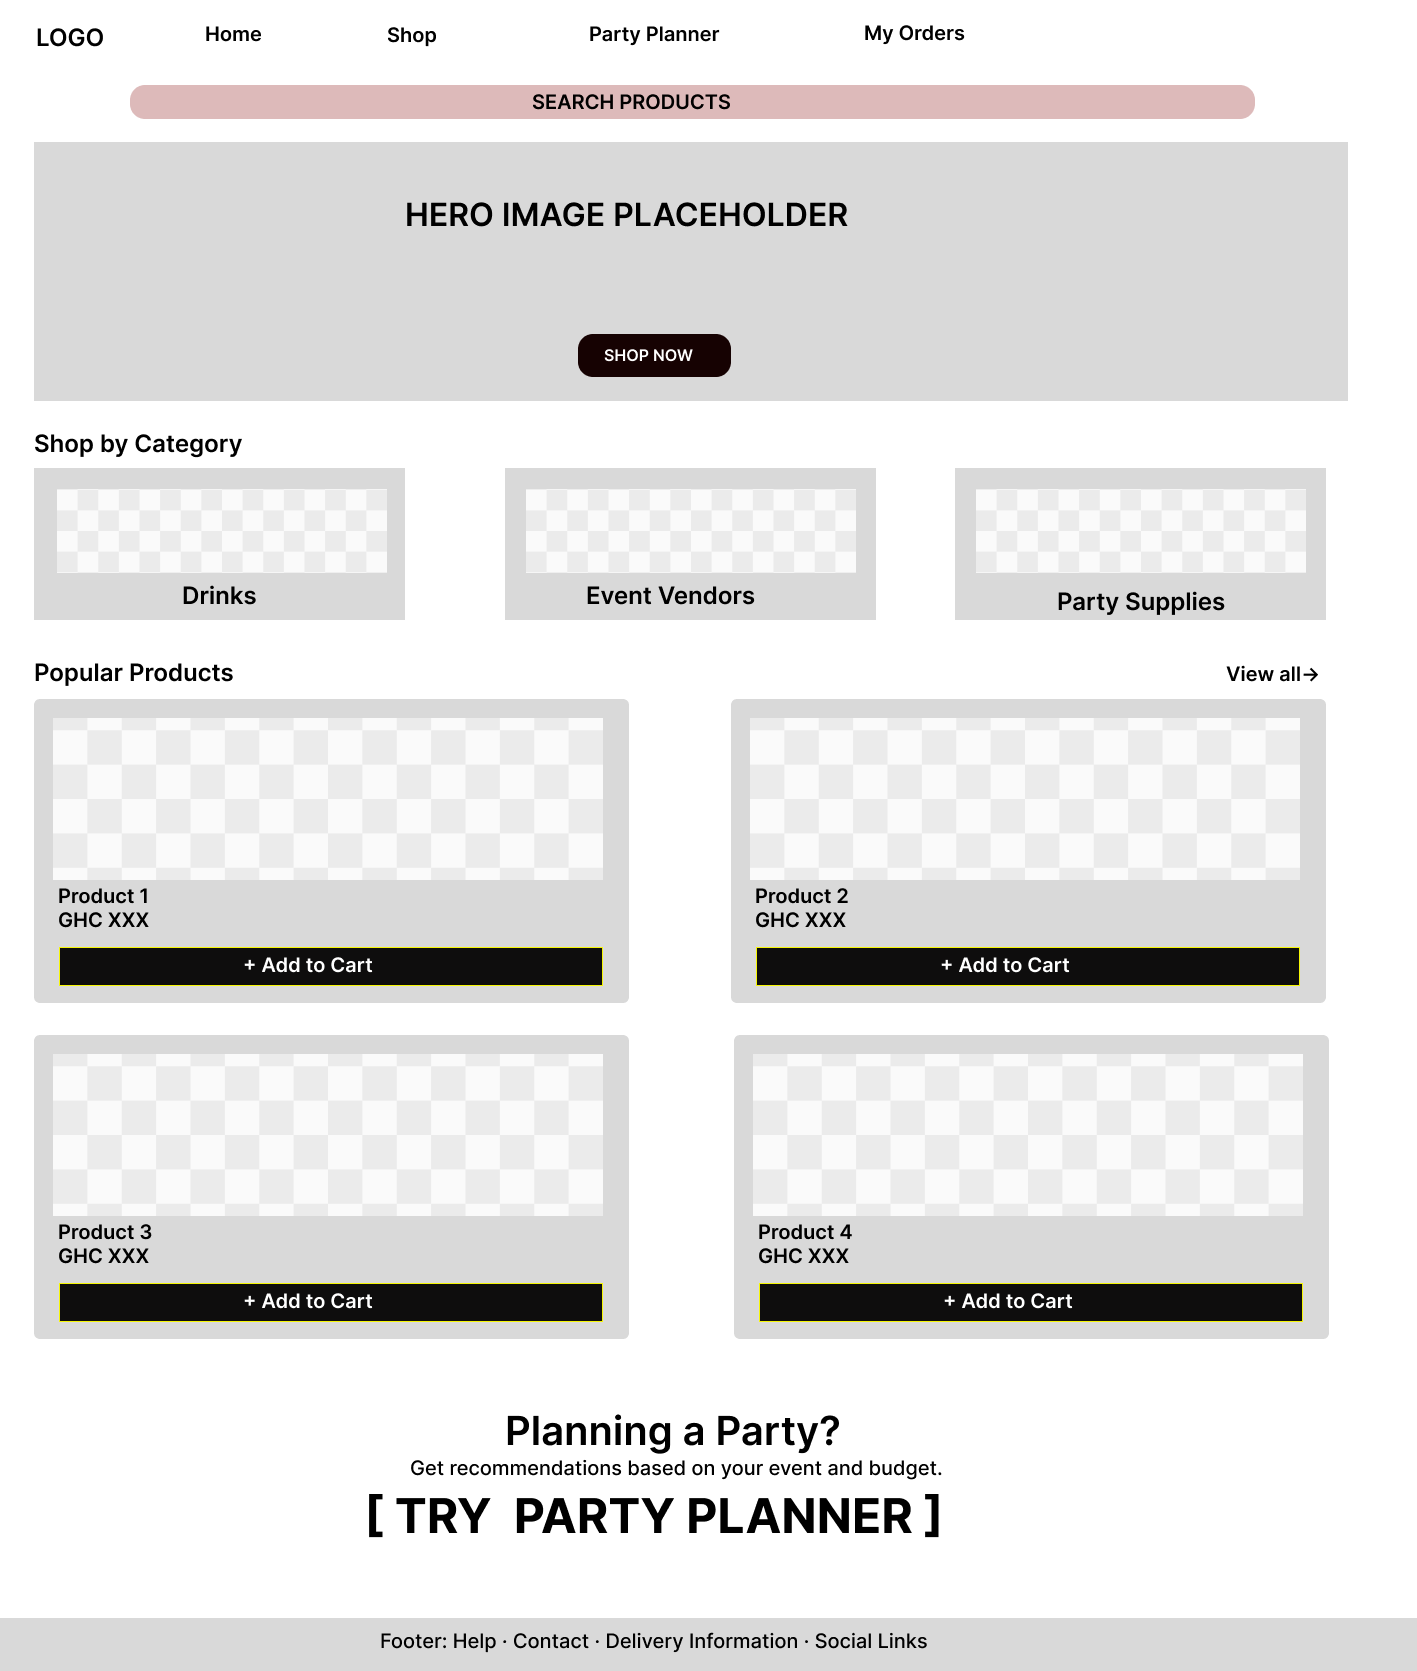 LOGO Home Shop Party Planner My Orders
SEARCH PRODUCTS
HERO IMAGE PLACEHOLDER
SHOP NOW
Shop by Category
Drinks
Event Vendors
Party Supplies
Popular Products
View all→
Product 1
GHC XXX
+ Add to Cart
Product 2
GHC XXX
+ Add to Cart
Product 3
GHC XXX
+ Add to Cart
Product 4
GHC XXX
+ Add to Cart
Planning a Party?
Get recommendations based on your event and budget.
[ TRY  PARTY PLANNER ]
Footer: Help · Contact · Delivery Information · Social Links